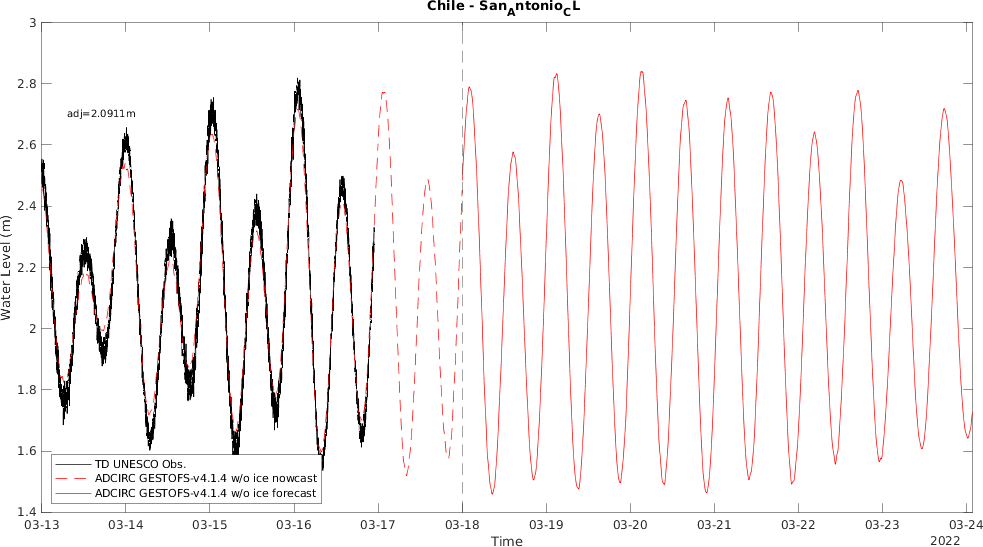 Chile - SanAntonioCL
3
2.8
2.6
2.4
2.2
2
1.8
1.6
1.4
Water Level (m)
adj=2.0911m
TD UNESCO Obs.
ADCIRC GESTOFS-v4.1.4 w/o ice nowcast
ADCIRC GESTOFS-v4.1.4 w/o ice forecast
03-13 03-14 03-15 03-16 03-17 03-18 03-19 03-20 03-21 03-22 03-23 03-24
Time
2022